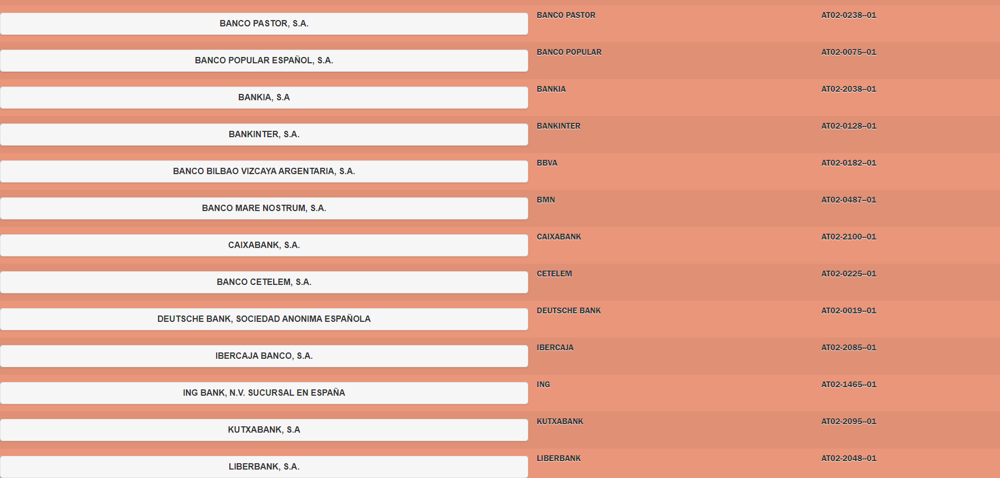 BANCO PASTOR, S.A. BANCO PASTOR AT02-0238--01
BANCO POPULAR ESPAÑOL, S.A. BANCO POPULAR AT02-0075--01
BANKIA, S.A BANKIA AT02-2038--01
BANKINTER, S.A. BANKINTER AT02-0128--01
BANCO BILBAO VIZCAYA ARGENTARIA, S.A. BBVA AT02-0182--01
BANCO MARE NOSTRUM, S.A. BMN AT02-0487--01
CAIXABANK, S.A. CAIXABANK AT02-2100--01
BANCO CETELEM, S.A. CETELEM AT02-0225--01
DEUTSCHE BANK, SOCIEDAD ANONIMA ESPAÑOLA DEUTSCHE BANK AT02-0019--01
IBERCAJA BANCO, S.A. IBERCAJA AT02-2085--01
ING BANK, N.V. SUCURSAL EN ESPAÑA ING AT02-1465--01
KUTXABANK, S.A KUTXABANK AT02-2095--01
LIBERBANK, S.A. LIBERBANK AT02-2048--01